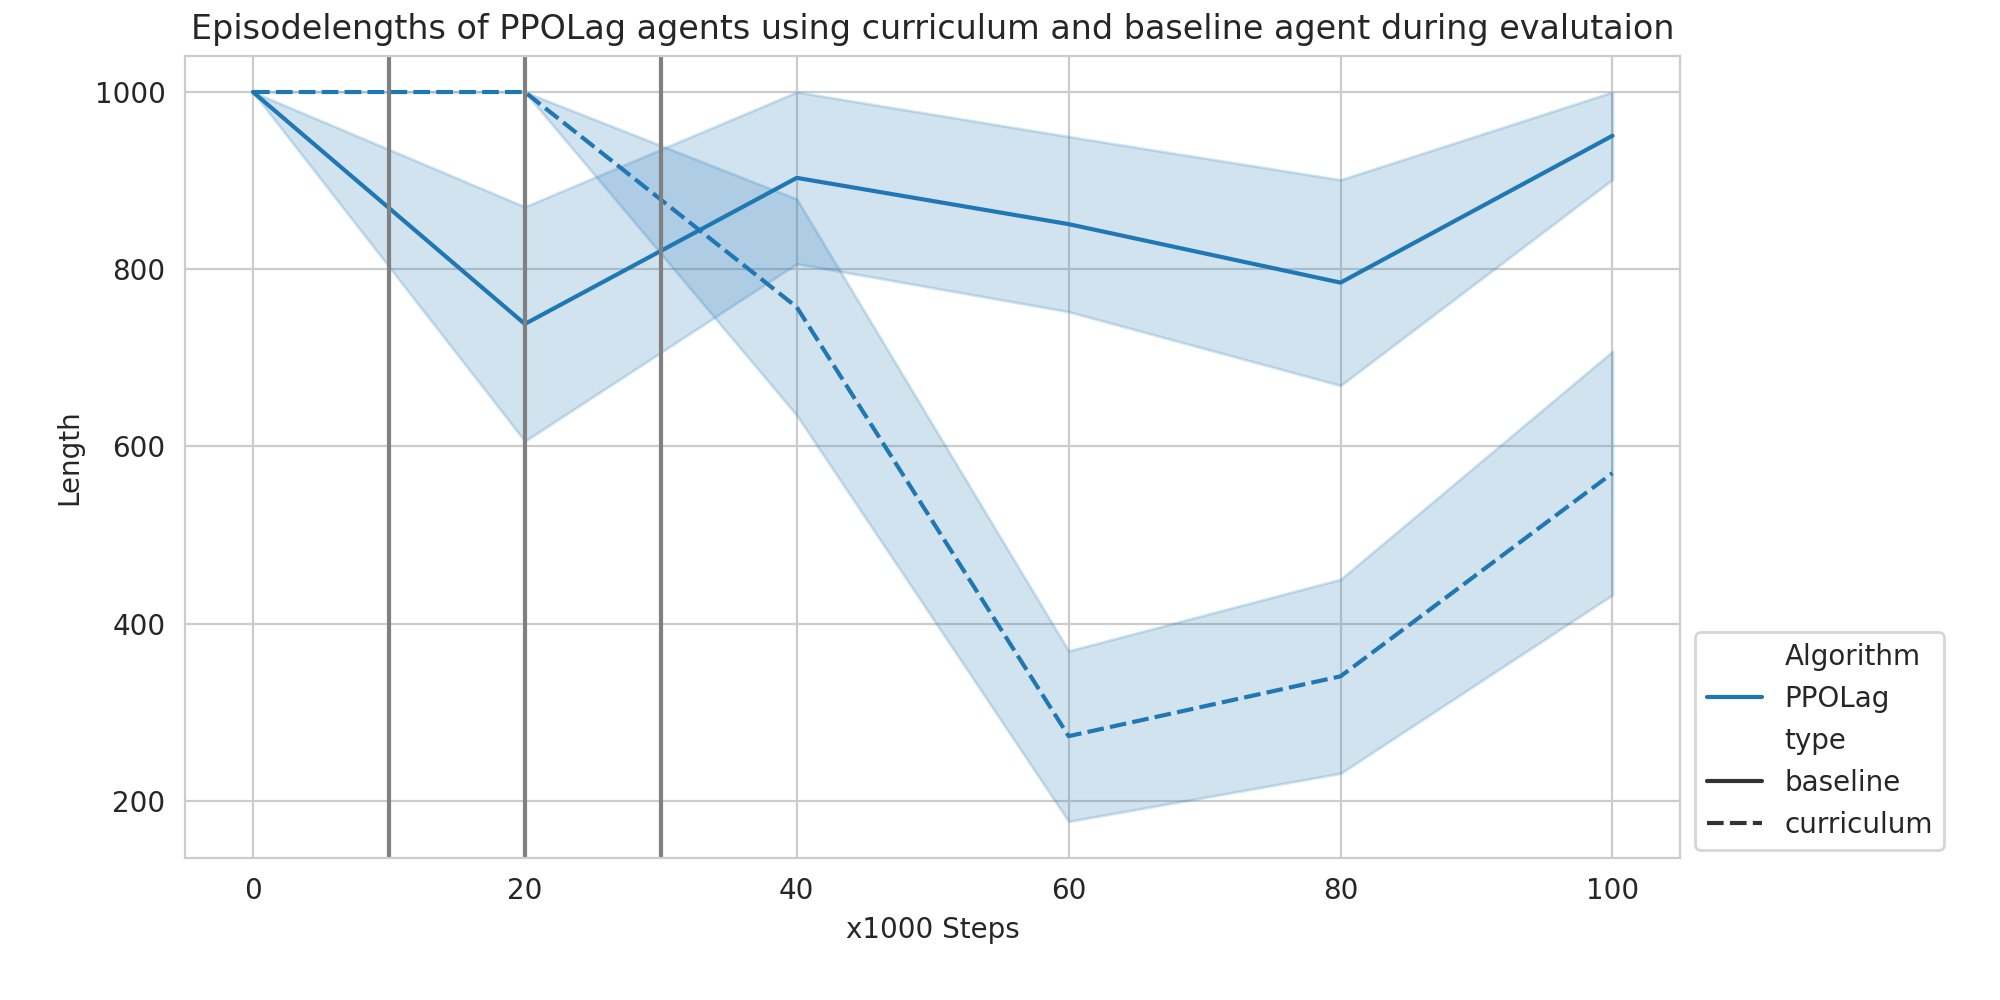 Episodelengths of PPOLag agents using curriculum and baseline agent during evalutaion
1000
800
600
400
200
Length
0 20 40 60 80 100
x1000 Steps
Algorithm
PPOLag
type
baseline
curriculum